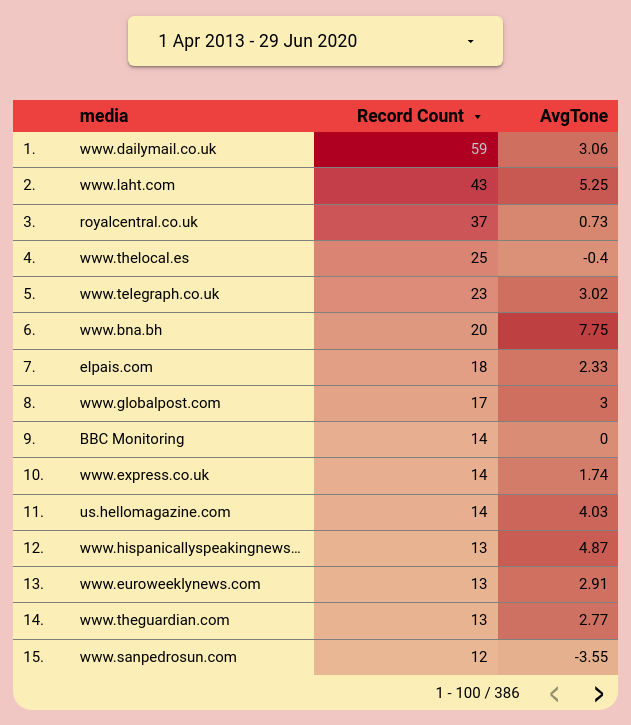 1 Apr 2013 - 29 Jun 2020
media Record Count AvgTone
1. www.dailymail.co.uk 59 3.06
2. www.laht.com 43 5.25
3. royalcentral.co.uk 37 0.73
4. www.thelocal.es 25 -0.4
5. www.telegraph.co.uk 23 3.02
6. www.bna.bh 20 7.75
7. elpais.com 18 2.33
8. www.globalpost.com 17 3
9. BBC Monitoring 14 0
10. www.express.co.uk 14 1.74
11. us.hellomagazine.com 14 4.03
12. www.hispanicallyspeakingnews… 13 4.87
13. www.euroweeklynews.com 13 2.91
14. www.theguardian.com 13 2.77
15. www.sanpedrosun.com 12 -3.55
1 - 100 / 386